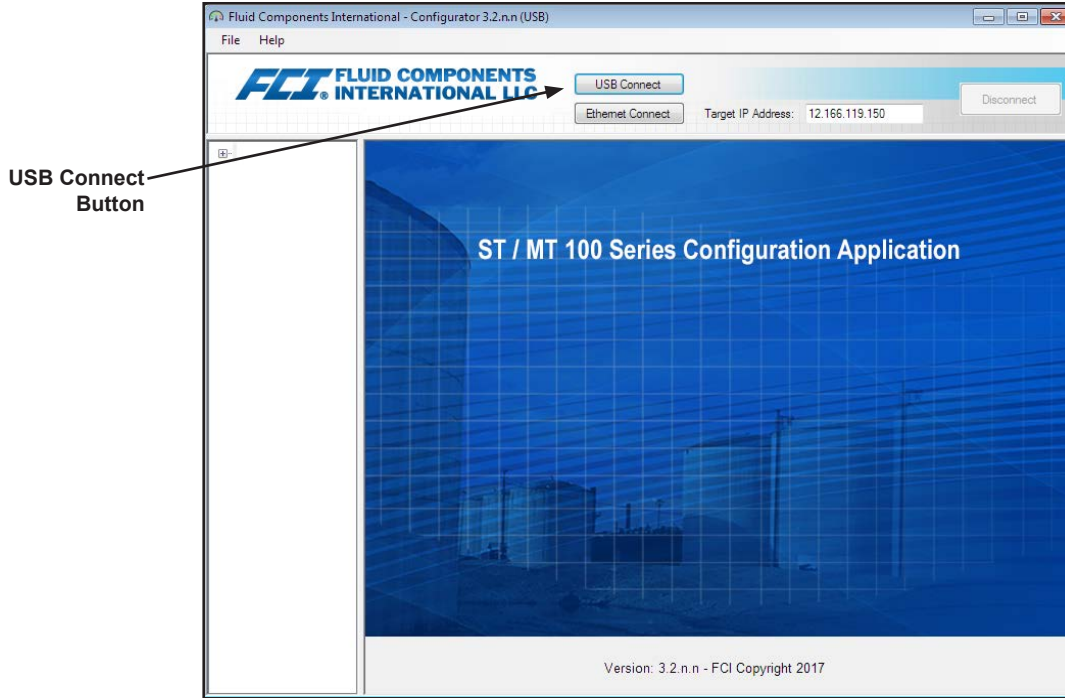 Fluid Components International - Configurator 3.2.n.n (USB)
File Help
FCI® FLUID COMPONENTS
INTERNATIONAL LLC
USB Connect
Ethernet Connect
Target IP Address: 12.166.119.150
Disconnect
USB Connect
Button
ST / MT 100 Series Configuration Application
Version: 3.2.n.n - FCI Copyright 2017